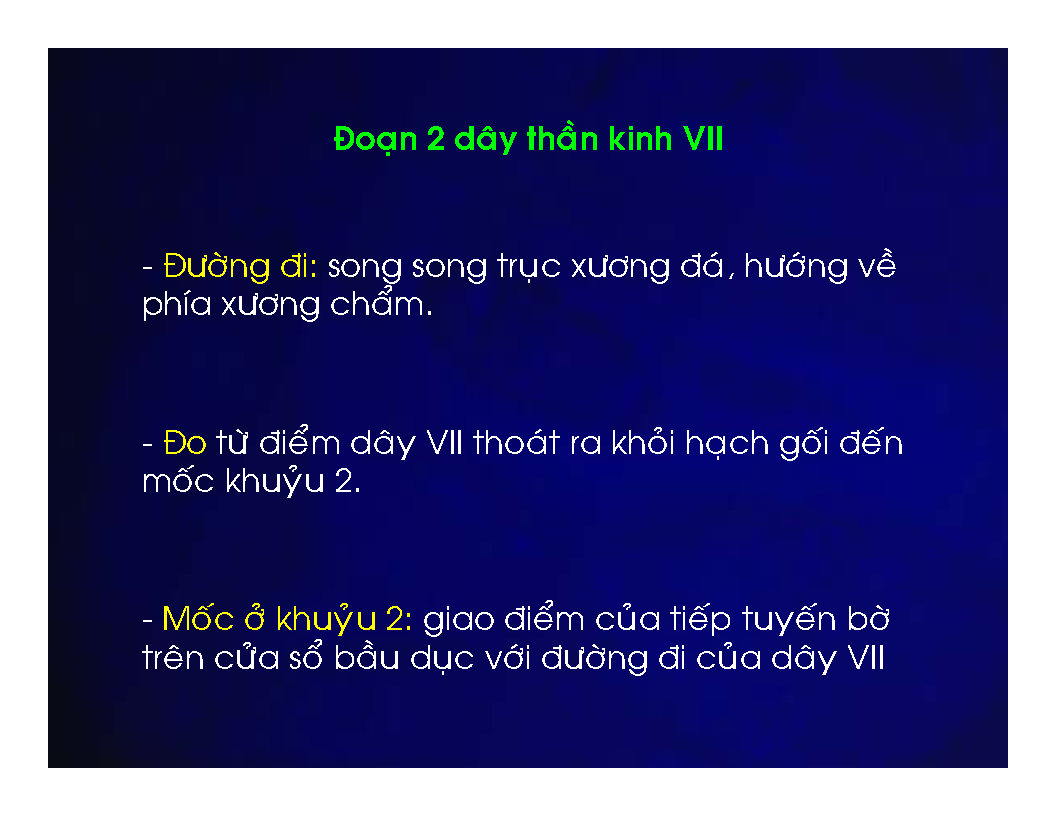 Đoạn 2 dây thần kinh VII
- Đường đi: song song trục xương đá, hướng về
phía xương chẩm.
- Đo từ điểm dây VII thoát ra khỏi hạch gối đến
mốc khuỷu 2.
- Mốc ở khuỷu 2: giao điểm của tiếp tuyến bờ
trên cửa sổ bầu dục với đường đi của dây VII